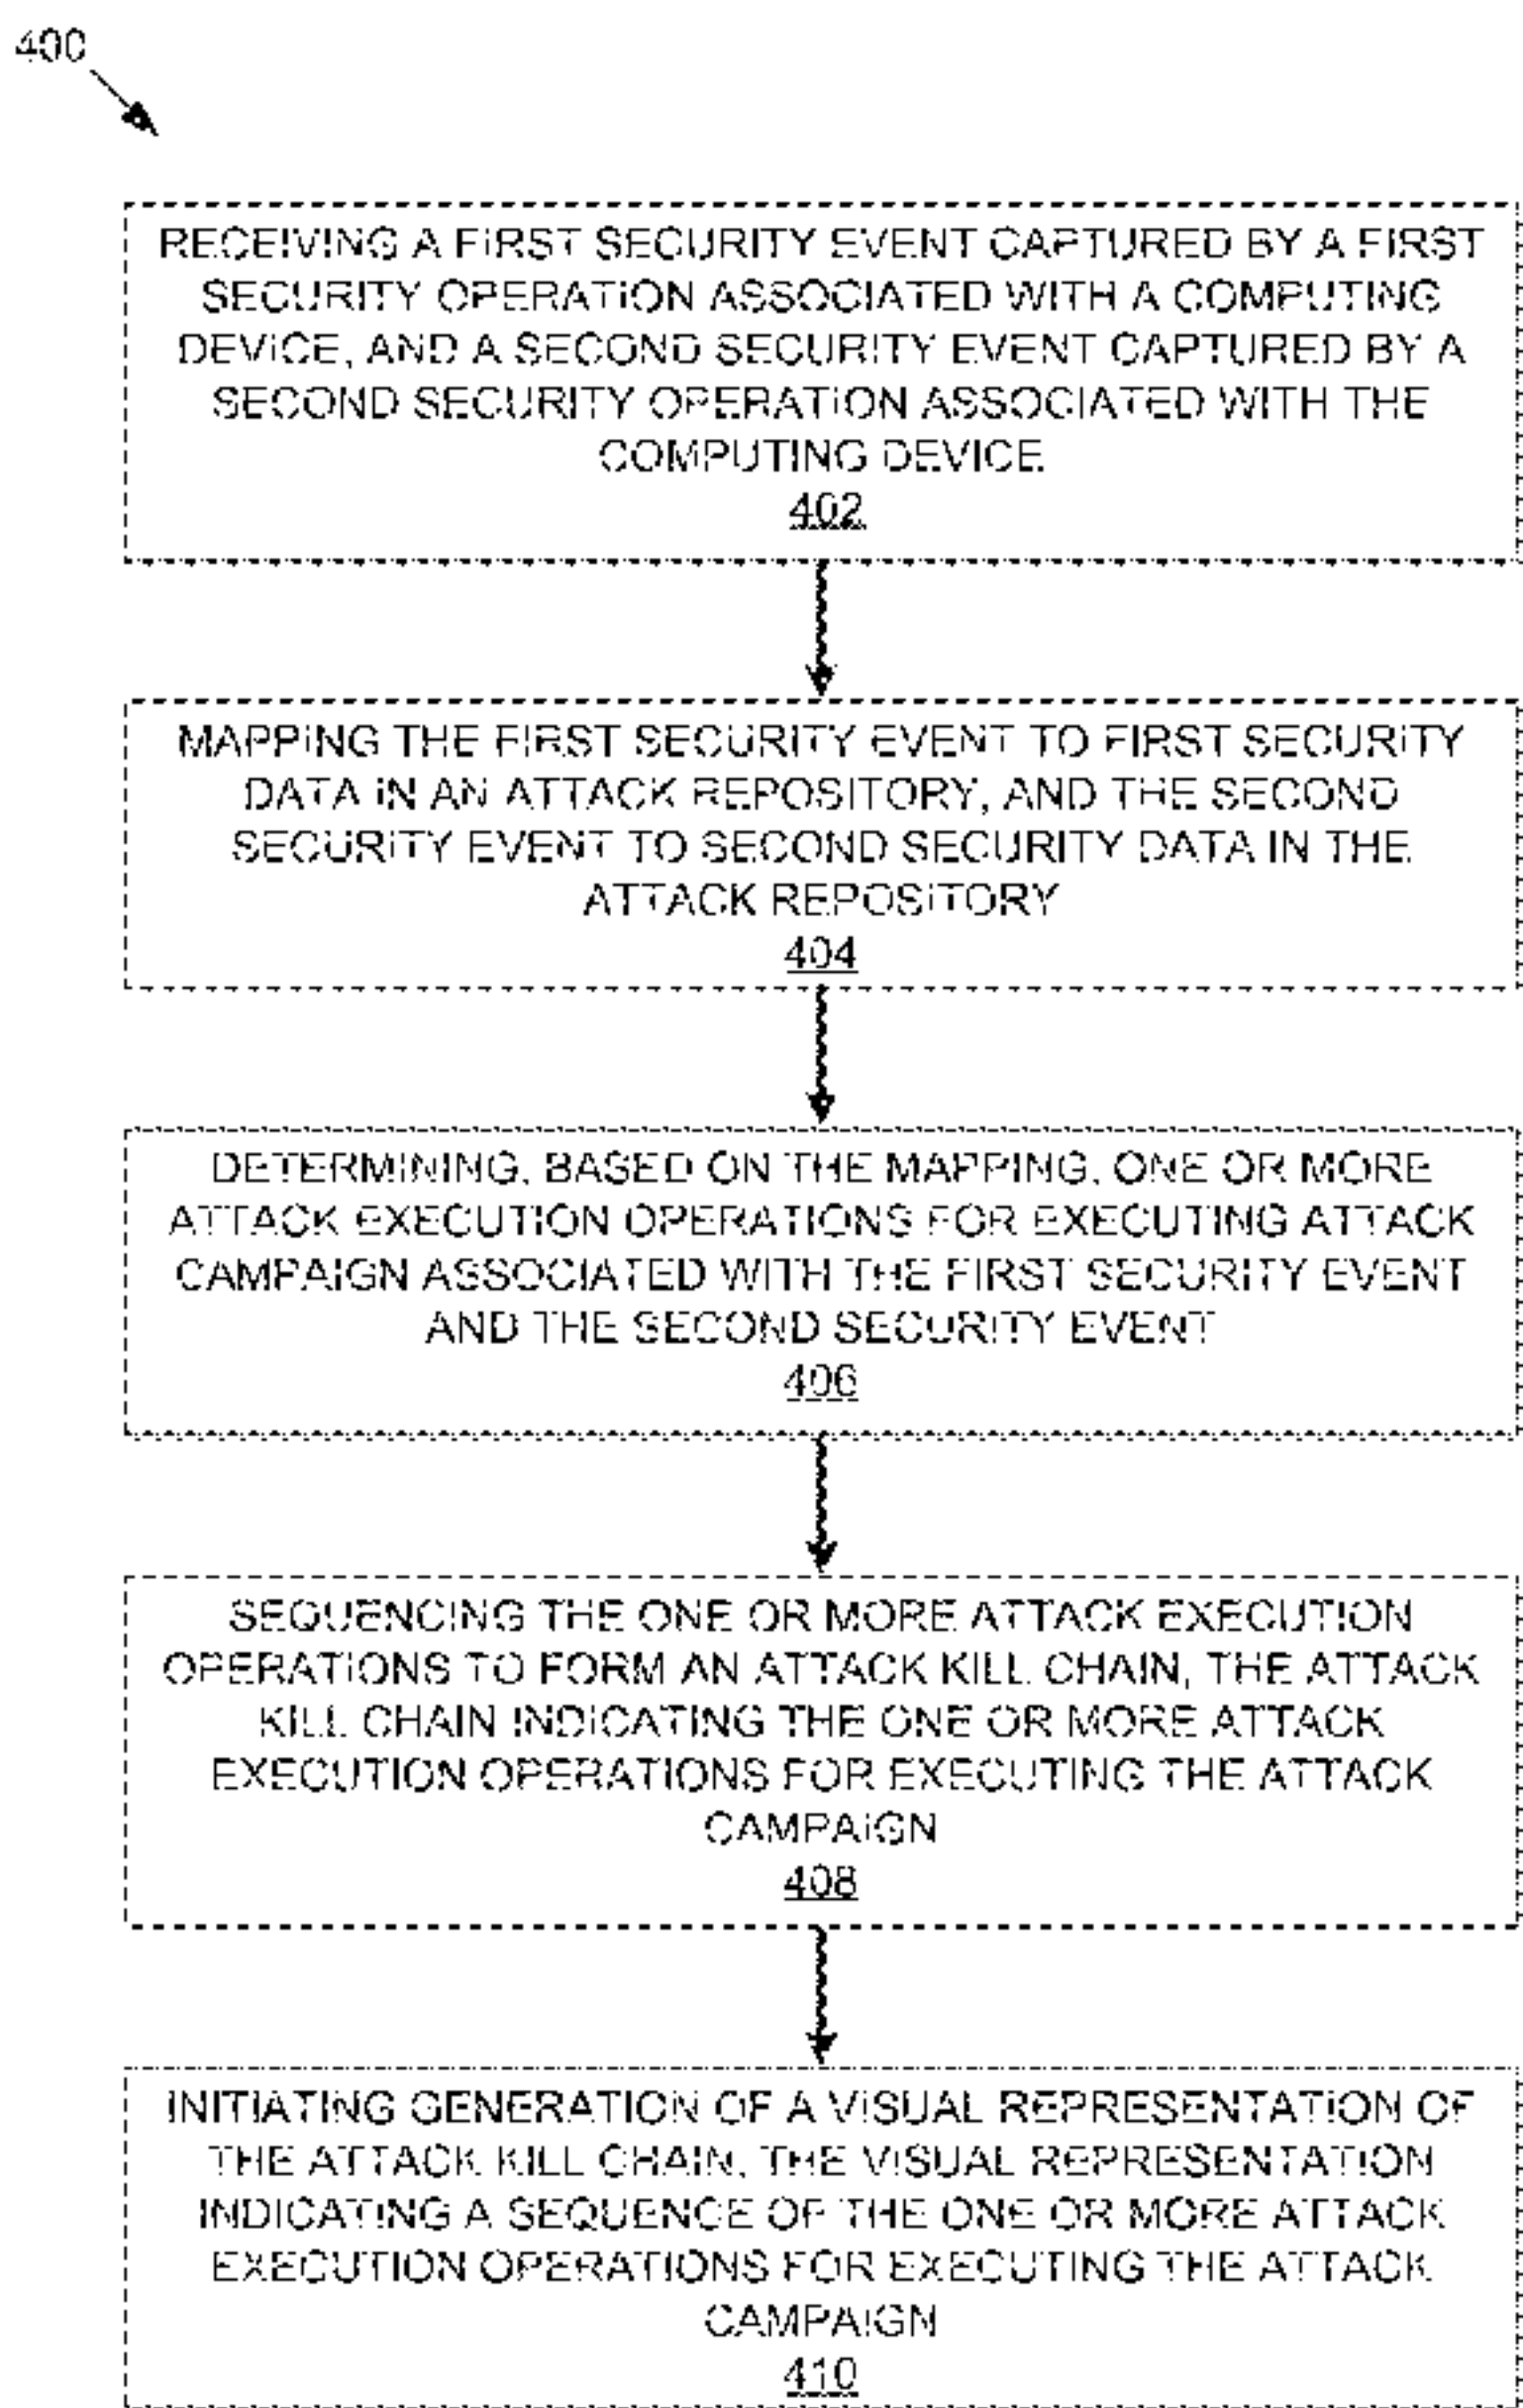 400
RECEIVING A FIRST SECURITY EVENT CAPTURED BY A FIRST
SECURITY OPERATION ASSOCIATED WITH A COMPUTING
DEVICE, AND A SECOND SECURITY EVENT CAPTURED BY A
SECOND SECURITY OPERATION ASSOCIATED WITH THE
COMPUTING DEVICE
402
MAPPING THE FIRST SECURITY EVENT TO FIRST SECURITY
DATA IN AN ATTACK REPOSITORY, AND THE SECOND
SECURITY EVENT TO SECOND SECURITY DATA IN THE
ATTACK REPOSITORY
404
DETERMINING, BASED ON THE MAPPING, ONE OR MORE
ATTACK EXECUTION OPERATIONS FOR EXECUTING ATTACK
CAMPAIGN ASSOCIATED WITH THE FIRST SECURITY EVENT
AND THE SECOND SECURITY EVENT
406
SEQUENCING THE ONE OR MORE ATTACK EXECUTION
OPERATIONS TO FORM AN ATTACK KILL CHAIN, THE ATTACK
KILL CHAIN INDICATING THE ONE OR MORE ATTACK
EXECUTION OPERATIONS FOR EXECUTING THE ATTACK
CAMPAIGN
408
INITIATING GENERATION OF A VISUAL REPRESENTATION OF
THE ATTACK KILL CHAIN, THE VISUAL REPRESENTATION
INDICATING A SEQUENCE OF THE ONE OR MORE ATTACK
EXECUTION OPERATIONS FOR EXECUTING THE ATTACK
CAMPAIGN
410